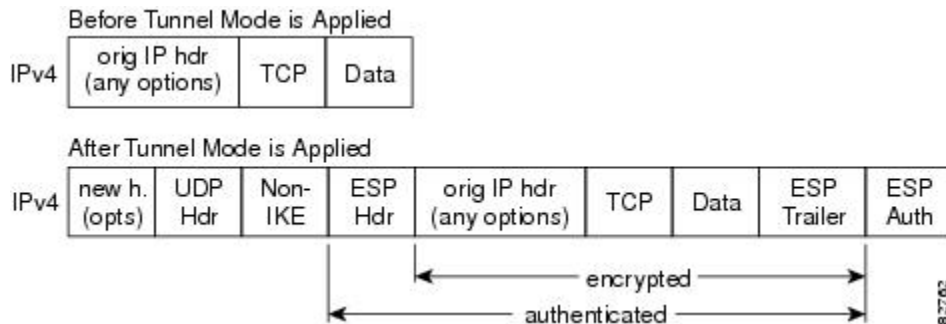 Before Tunnel Mode is Applied
IPv4
orig IP hdr
(any options)
TCP
Data
After Tunnel Mode is Applied
IPv4
new h.
(opts)
UDP
Hdr
Non-
IKE
ESP
Hdr
orig IP hdr
(any options)
TCP
Data
ESP
Trailer
ESP
Auth
encrypted
authenticated